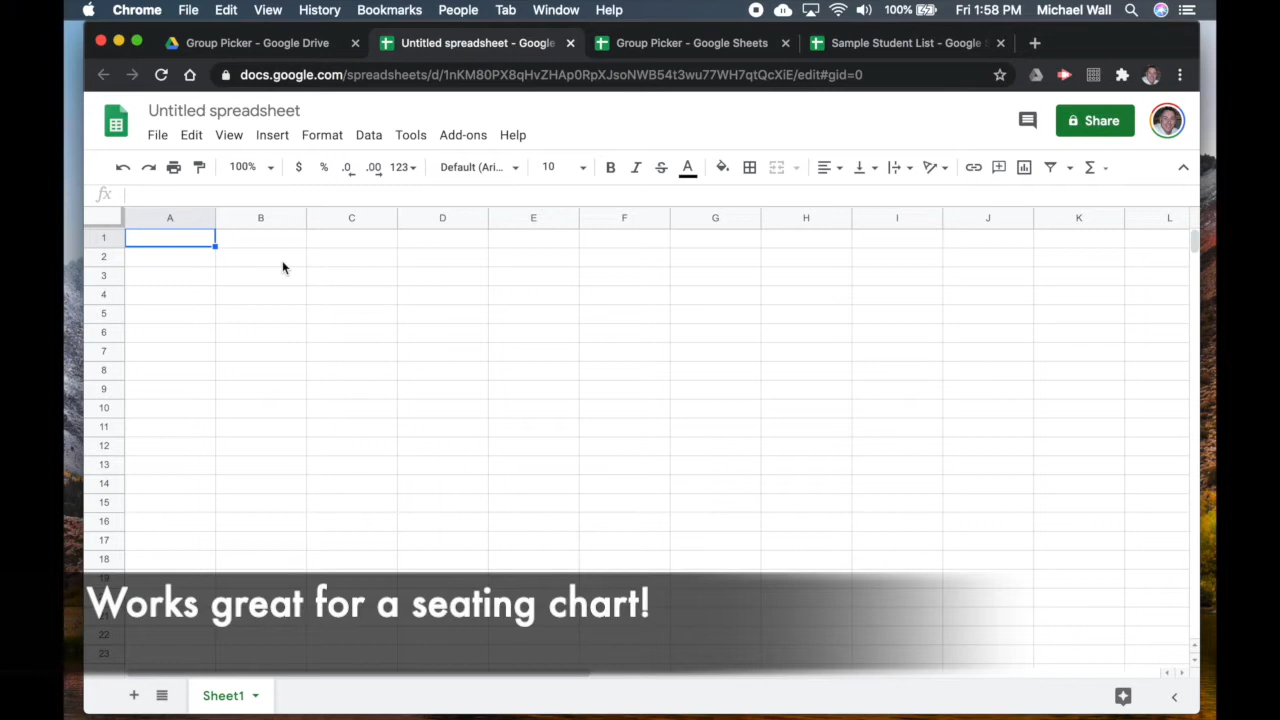 Chrome File Edit View History Bookmarks People Tab Window Help 100% Fri 1:58 PM Michael Wall
Group Picker - Google Drive Untitled spreadsheet - Google Group Picker - Google Sheets Sample Student List - Google S
docs.google.com/spreadsheets/d/1nKM80PX8qHvZHAp0RpXJsoNWB54t3wu77WH7qtQcXiE/edit#gid=0
Untitled spreadsheet
Share
File Edit View Insert Format Data Tools Add-ons Help
100% $ % .0 .00 123 Default (Ari... 10 B I S A Σ
fx
A B C D E F G H I J K L
1
2
3
4
5
6
7
8
9
10
11
12
13
14
15
16
17
18
19
Works great for a seating chart!
21
22
23
+ Sheet1